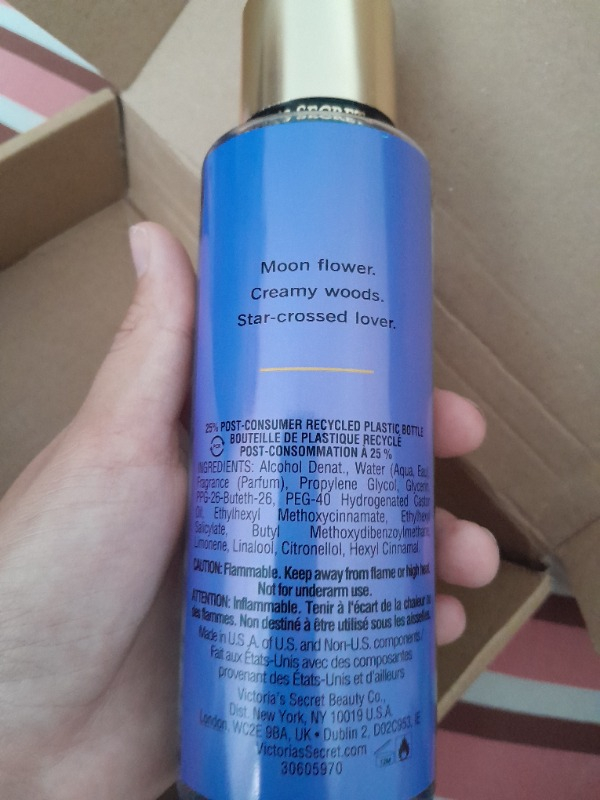 SECRET
Moon flower.
Creamy woods.
Star-crossed lover.
25% POST-CONSUMER RECYCLED PLASTIC BOTTLE
BOUTEILLE DE PLASTIQUE RECYCLÉ
POST-CONSOMMATION À 25 %
INGREDIENTS: Alcohol Denat., Water (Aqua, Eau),
Fragrance (Parfum), Propylene Glycol, Glycerin,
PPG-26-Buteth-26, PEG-40 Hydrogenated Castor
Oil, Ethylhexyl Methoxycinnamate, Ethylhexyl
Salicylate, Butyl Methoxydibenzoylmethane,
Limonene, Linalool, Citronellol, Hexyl Cinnamal.
CAUTION: Flammable. Keep away from flame or high heat.
Not for underarm use.
ATTENTION: Inflammable. Tenir à l'écart de la chaleur ou
des flammes. Non destiné à être utilisé sous les aisselles.
Made in U.S.A. of U.S. and Non-U.S. components /
Fait aux États-Unis avec des composantes
provenant des États-Unis et d'ailleurs
Victoria's Secret Beauty Co.,
Dist. New York, NY 10019 U.S.A.
London, WC2E 9BA, UK • Dublin 2, D02C953, IE
VictoriasSecret.com
30605970